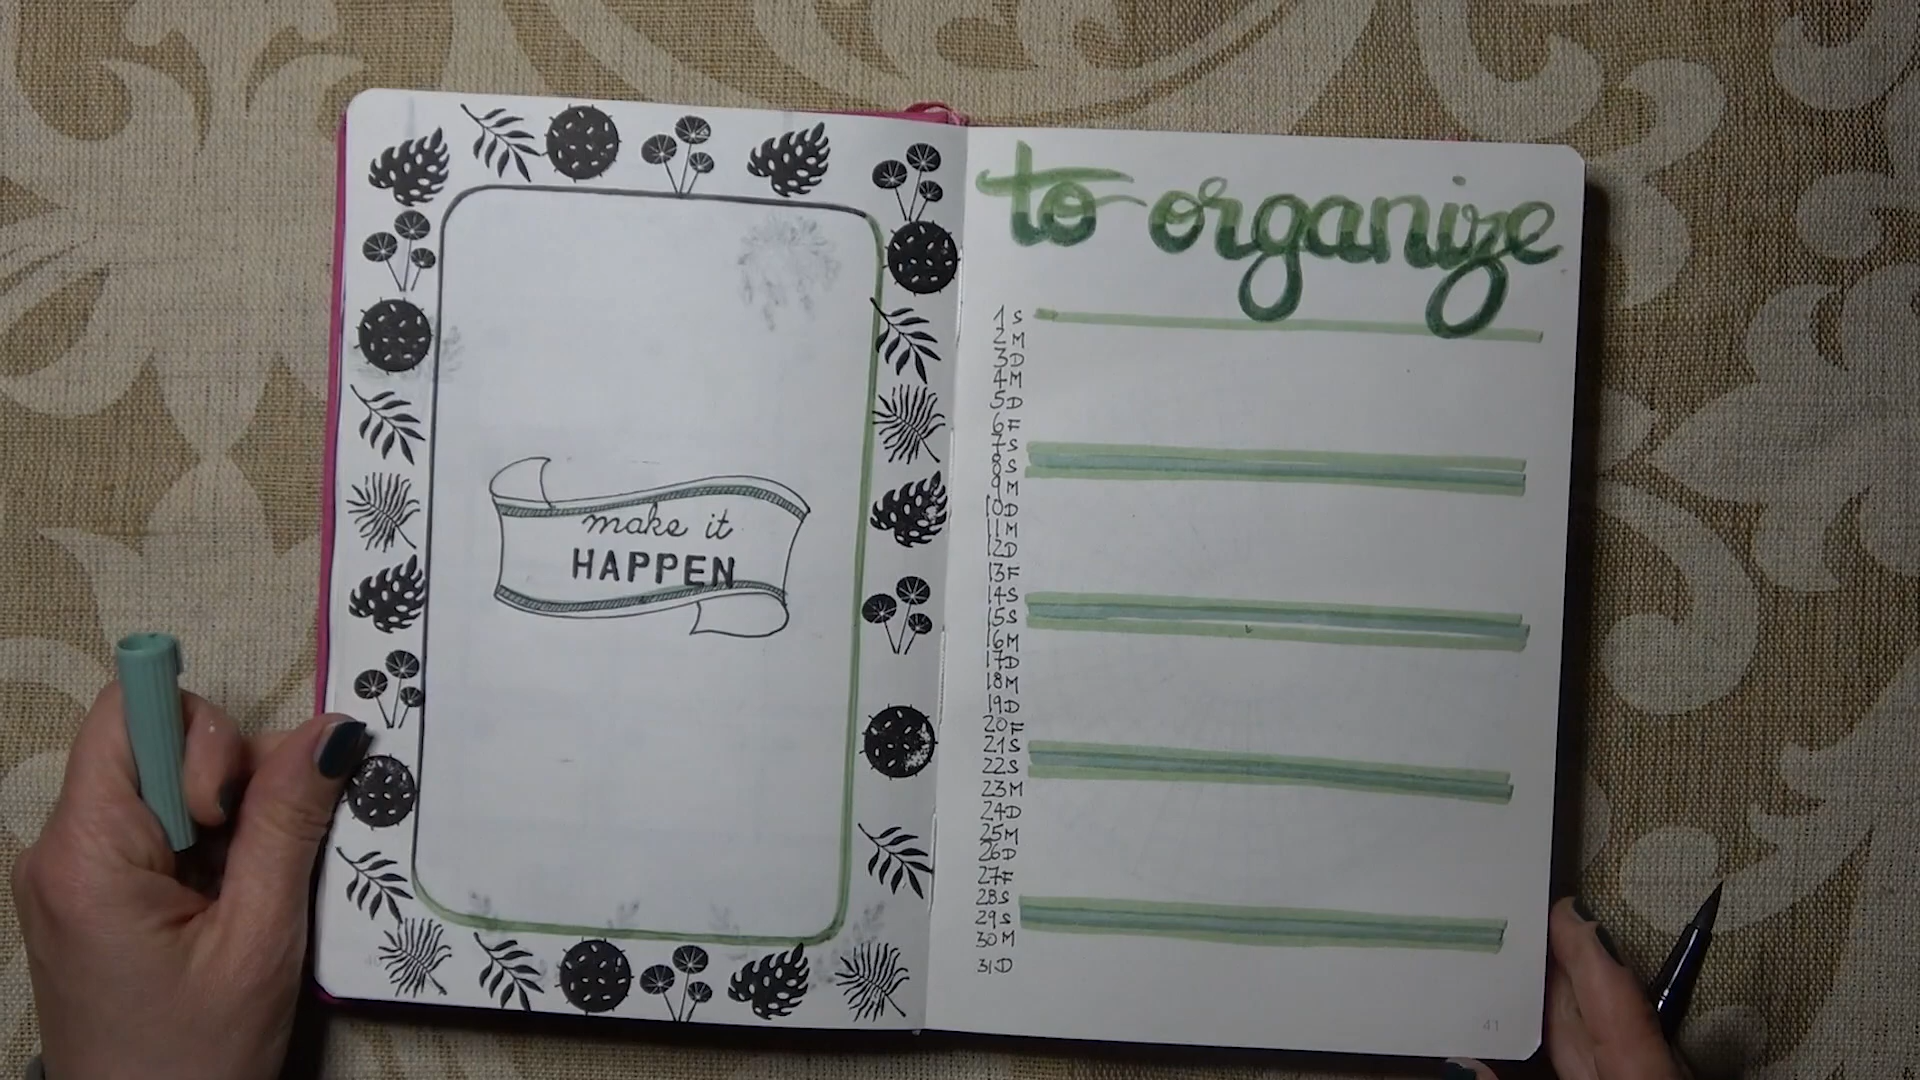 make it
HAPPEN
to organize
1 S
2 M
3 D
4 M
5 D
6 F
7 S
8 S
9 M
10 D
11 M
12 D
13 F
14 S
15 S
16 M
17 D
18 M
19 D
20 F
21 S
22 S
23 M
24 D
25 M
26 D
27 F
28 S
29 S
30 M
31 D
41